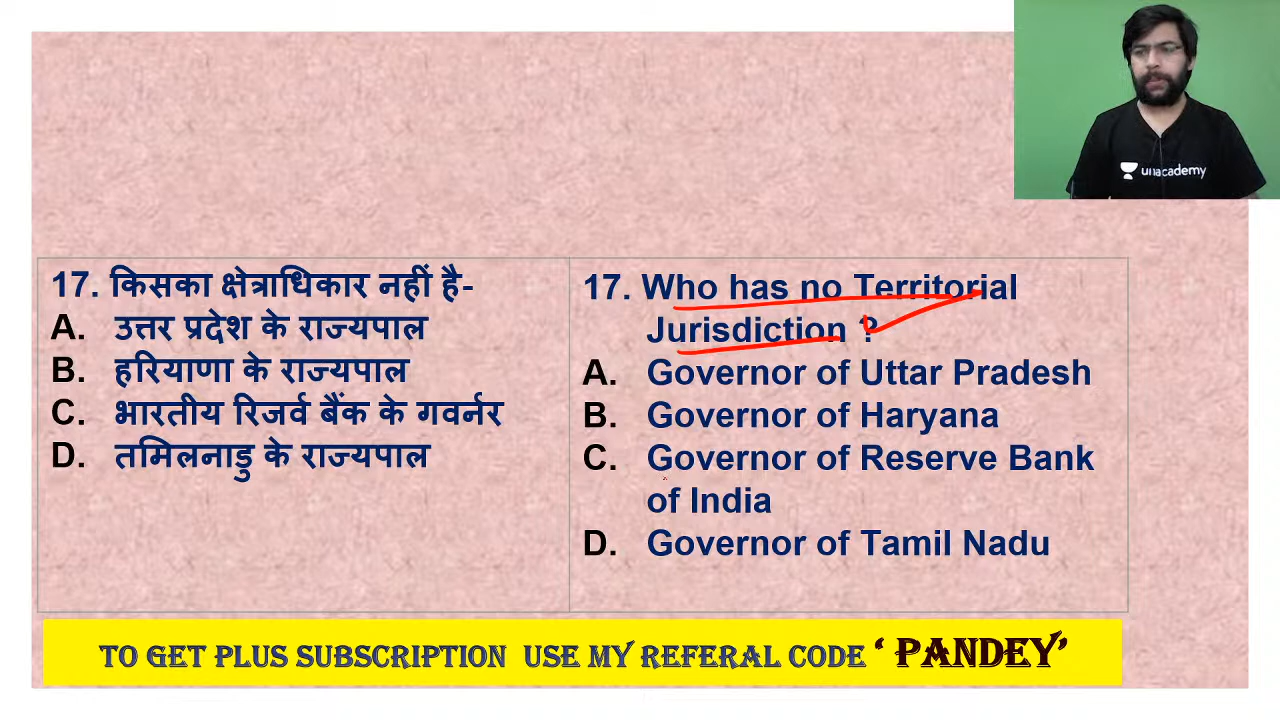 unacademy
17. किसका क्षेत्राधिकार नहीं है-
A. उत्तर प्रदेश के राज्यपाल
B. हरियाणा के राज्यपाल
C. भारतीय रिजर्व बैंक के गवर्नर
D. तमिलनाडु के राज्यपाल
17. Who has no Territorial
Jurisdiction ?
A. Governor of Uttar Pradesh
B. Governor of Haryana
C. Governor of Reserve Bank
of India
D. Governor of Tamil Nadu
TO GET PLUS SUBSCRIPTION USE MY REFERAL CODE ‘ PANDEY’